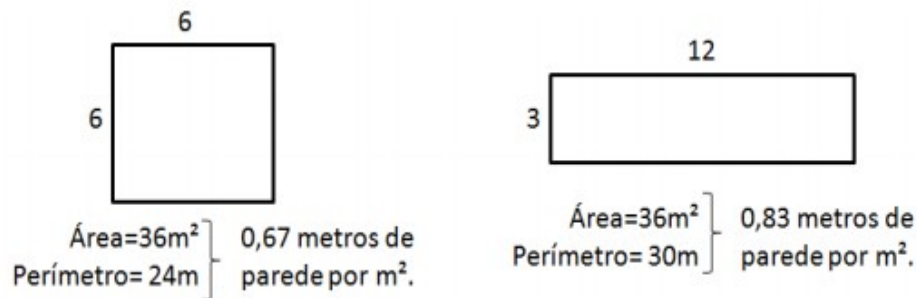 6
6
Área=36m²
Perímetro= 24m
0,67 metros de
parede por m².
12
3
Área=36m²
Perímetro= 30m
0,83 metros de
parede por m².